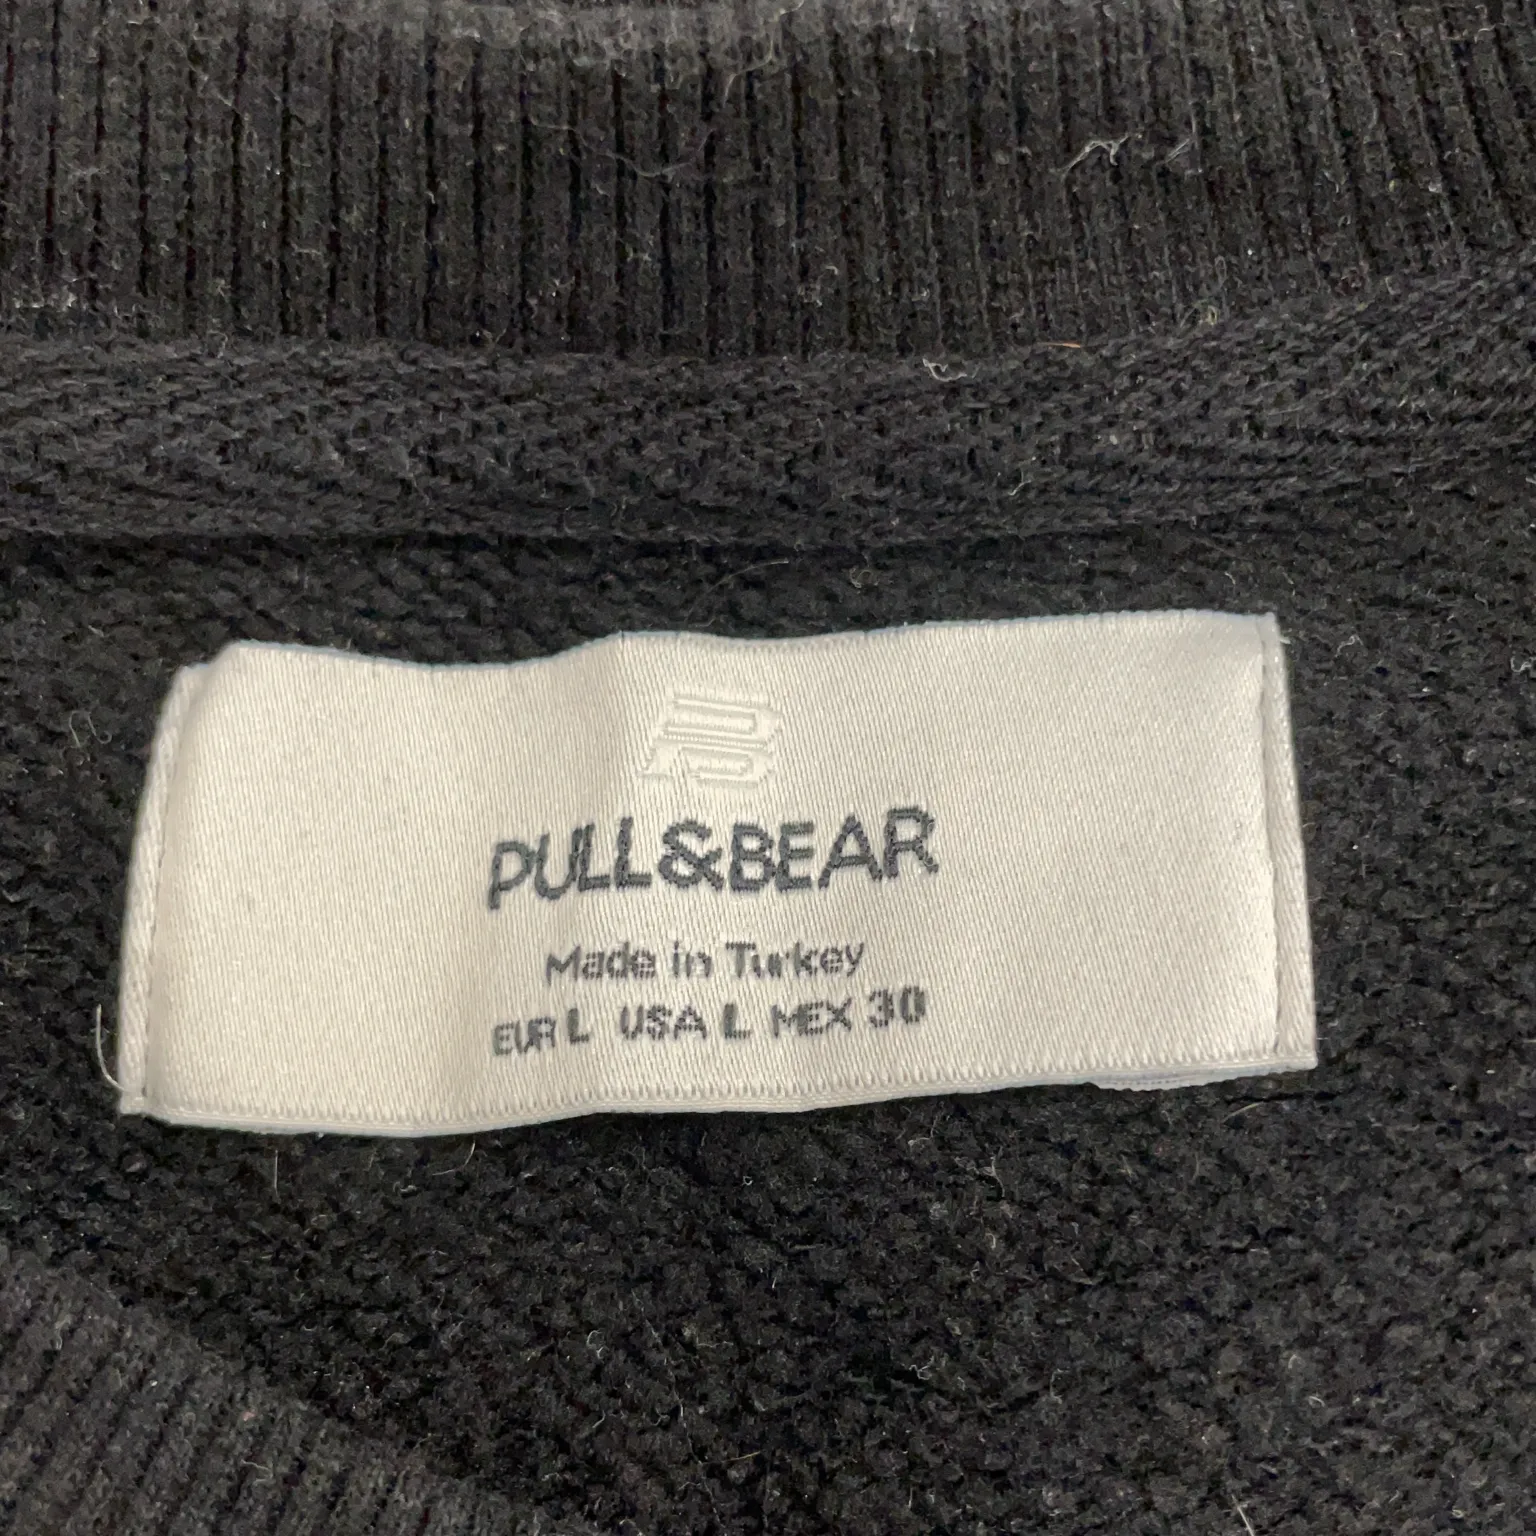 PULL&BEAR
Made in Turkey
EUR L USA L MEX 30